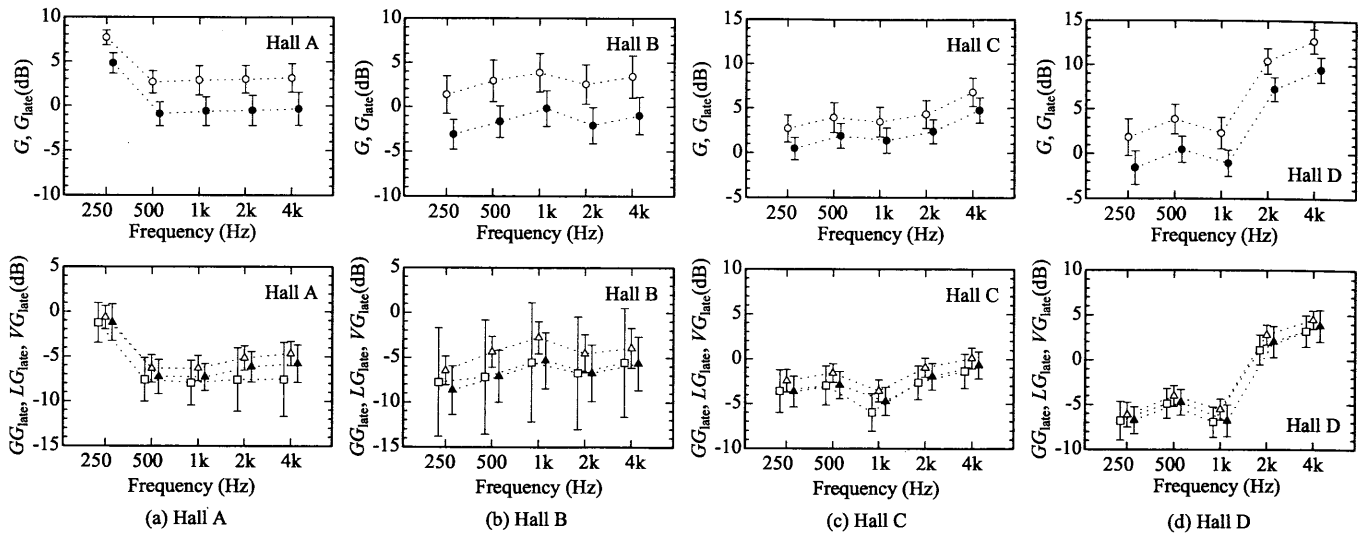 10
5
0
-5
-10
G, G_late(dB)
Hall A
250 500 1k 2k 4k
Frequency (Hz)
10
5
0
-5
-10
G, G_late(dB)
Hall B
250 500 1k 2k 4k
Frequency (Hz)
15
10
5
0
-5
G, G_late(dB)
Hall C
250 500 1k 2k 4k
Frequency (Hz)
15
10
5
0
-5
G, G_late(dB)
Hall D
250 500 1k 2k 4k
Frequency (Hz)
5
0
-5
-10
-15
GG_late, LG_late, VG_late(dB)
Hall A
250 500 1k 2k 4k
Frequency (Hz)
(a) Hall A
5
0
-5
-10
-15
GG_late, LG_late, VG_late(dB)
Hall B
250 500 1k 2k 4k
Frequency (Hz)
(b) Hall B
10
5
0
-5
-10
GG_late, LG_late, VG_late(dB)
Hall C
250 500 1k 2k 4k
Frequency (Hz)
(c) Hall C
10
5
0
-5
-10
GG_late, LG_late, VG_late(dB)
Hall D
250 500 1k 2k 4k
Frequency (Hz)
(d) Hall D